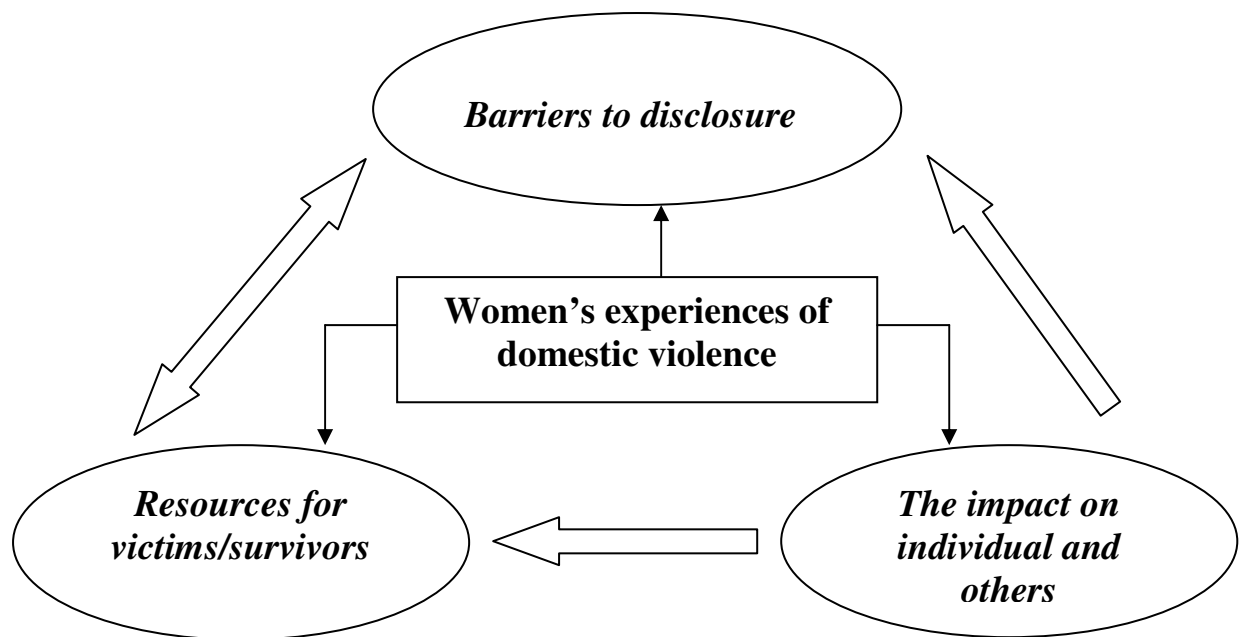 Barriers to disclosure
Women’s experiences of
domestic violence
Resources for
victims/survivors
The impact on
individual and
others